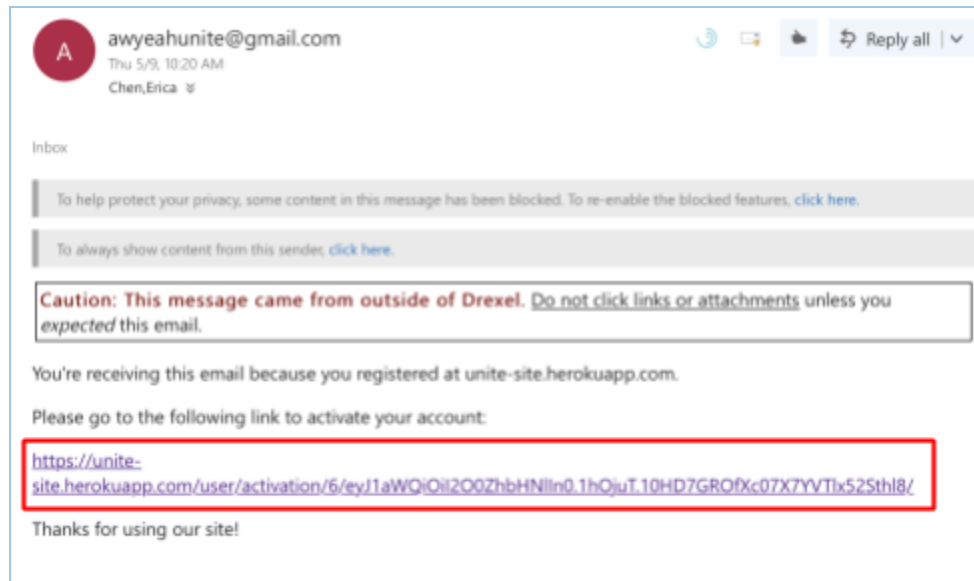 A
awyeahunite@gmail.com
Thu 5/9, 10:20 AM
Chen,Erica
Reply all
Inbox
To help protect your privacy, some content in this message has been blocked. To re-enable the blocked features, click here.
To always show content from this sender, click here.
Caution: This message came from outside of Drexel. Do not click links or attachments unless you
expected this email.
You're receiving this email because you registered at unite-site.herokuapp.com.
Please go to the following link to activate your account:
https://unite-
site.herokuapp.com/user/activation/6/eyJ1aWQiOiI2O0ZhbHNlIn0.1hOjuT.10HD7GROfXc07X7YVTlx52Sthl8/
Thanks for using our site!